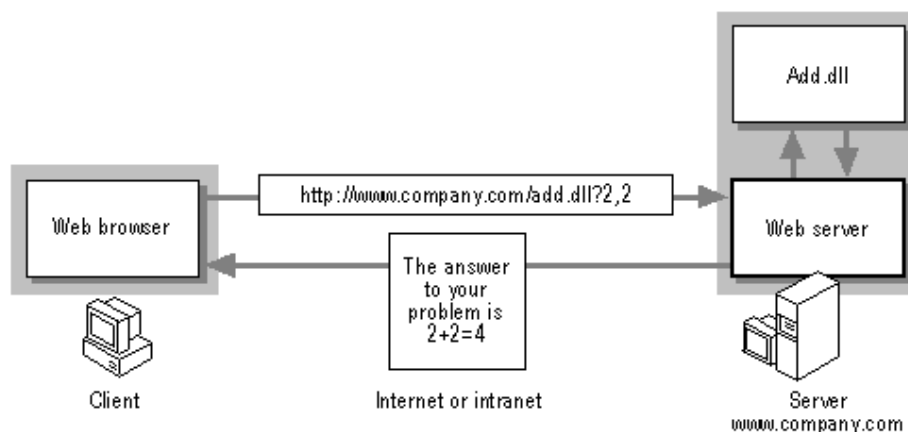 Add.dll
http://www.company.com/add.dll?2,2
Web browser
Web server
The answer
to your
problem is
2+2=4
Client
Internet or intranet
Server
www.company.com